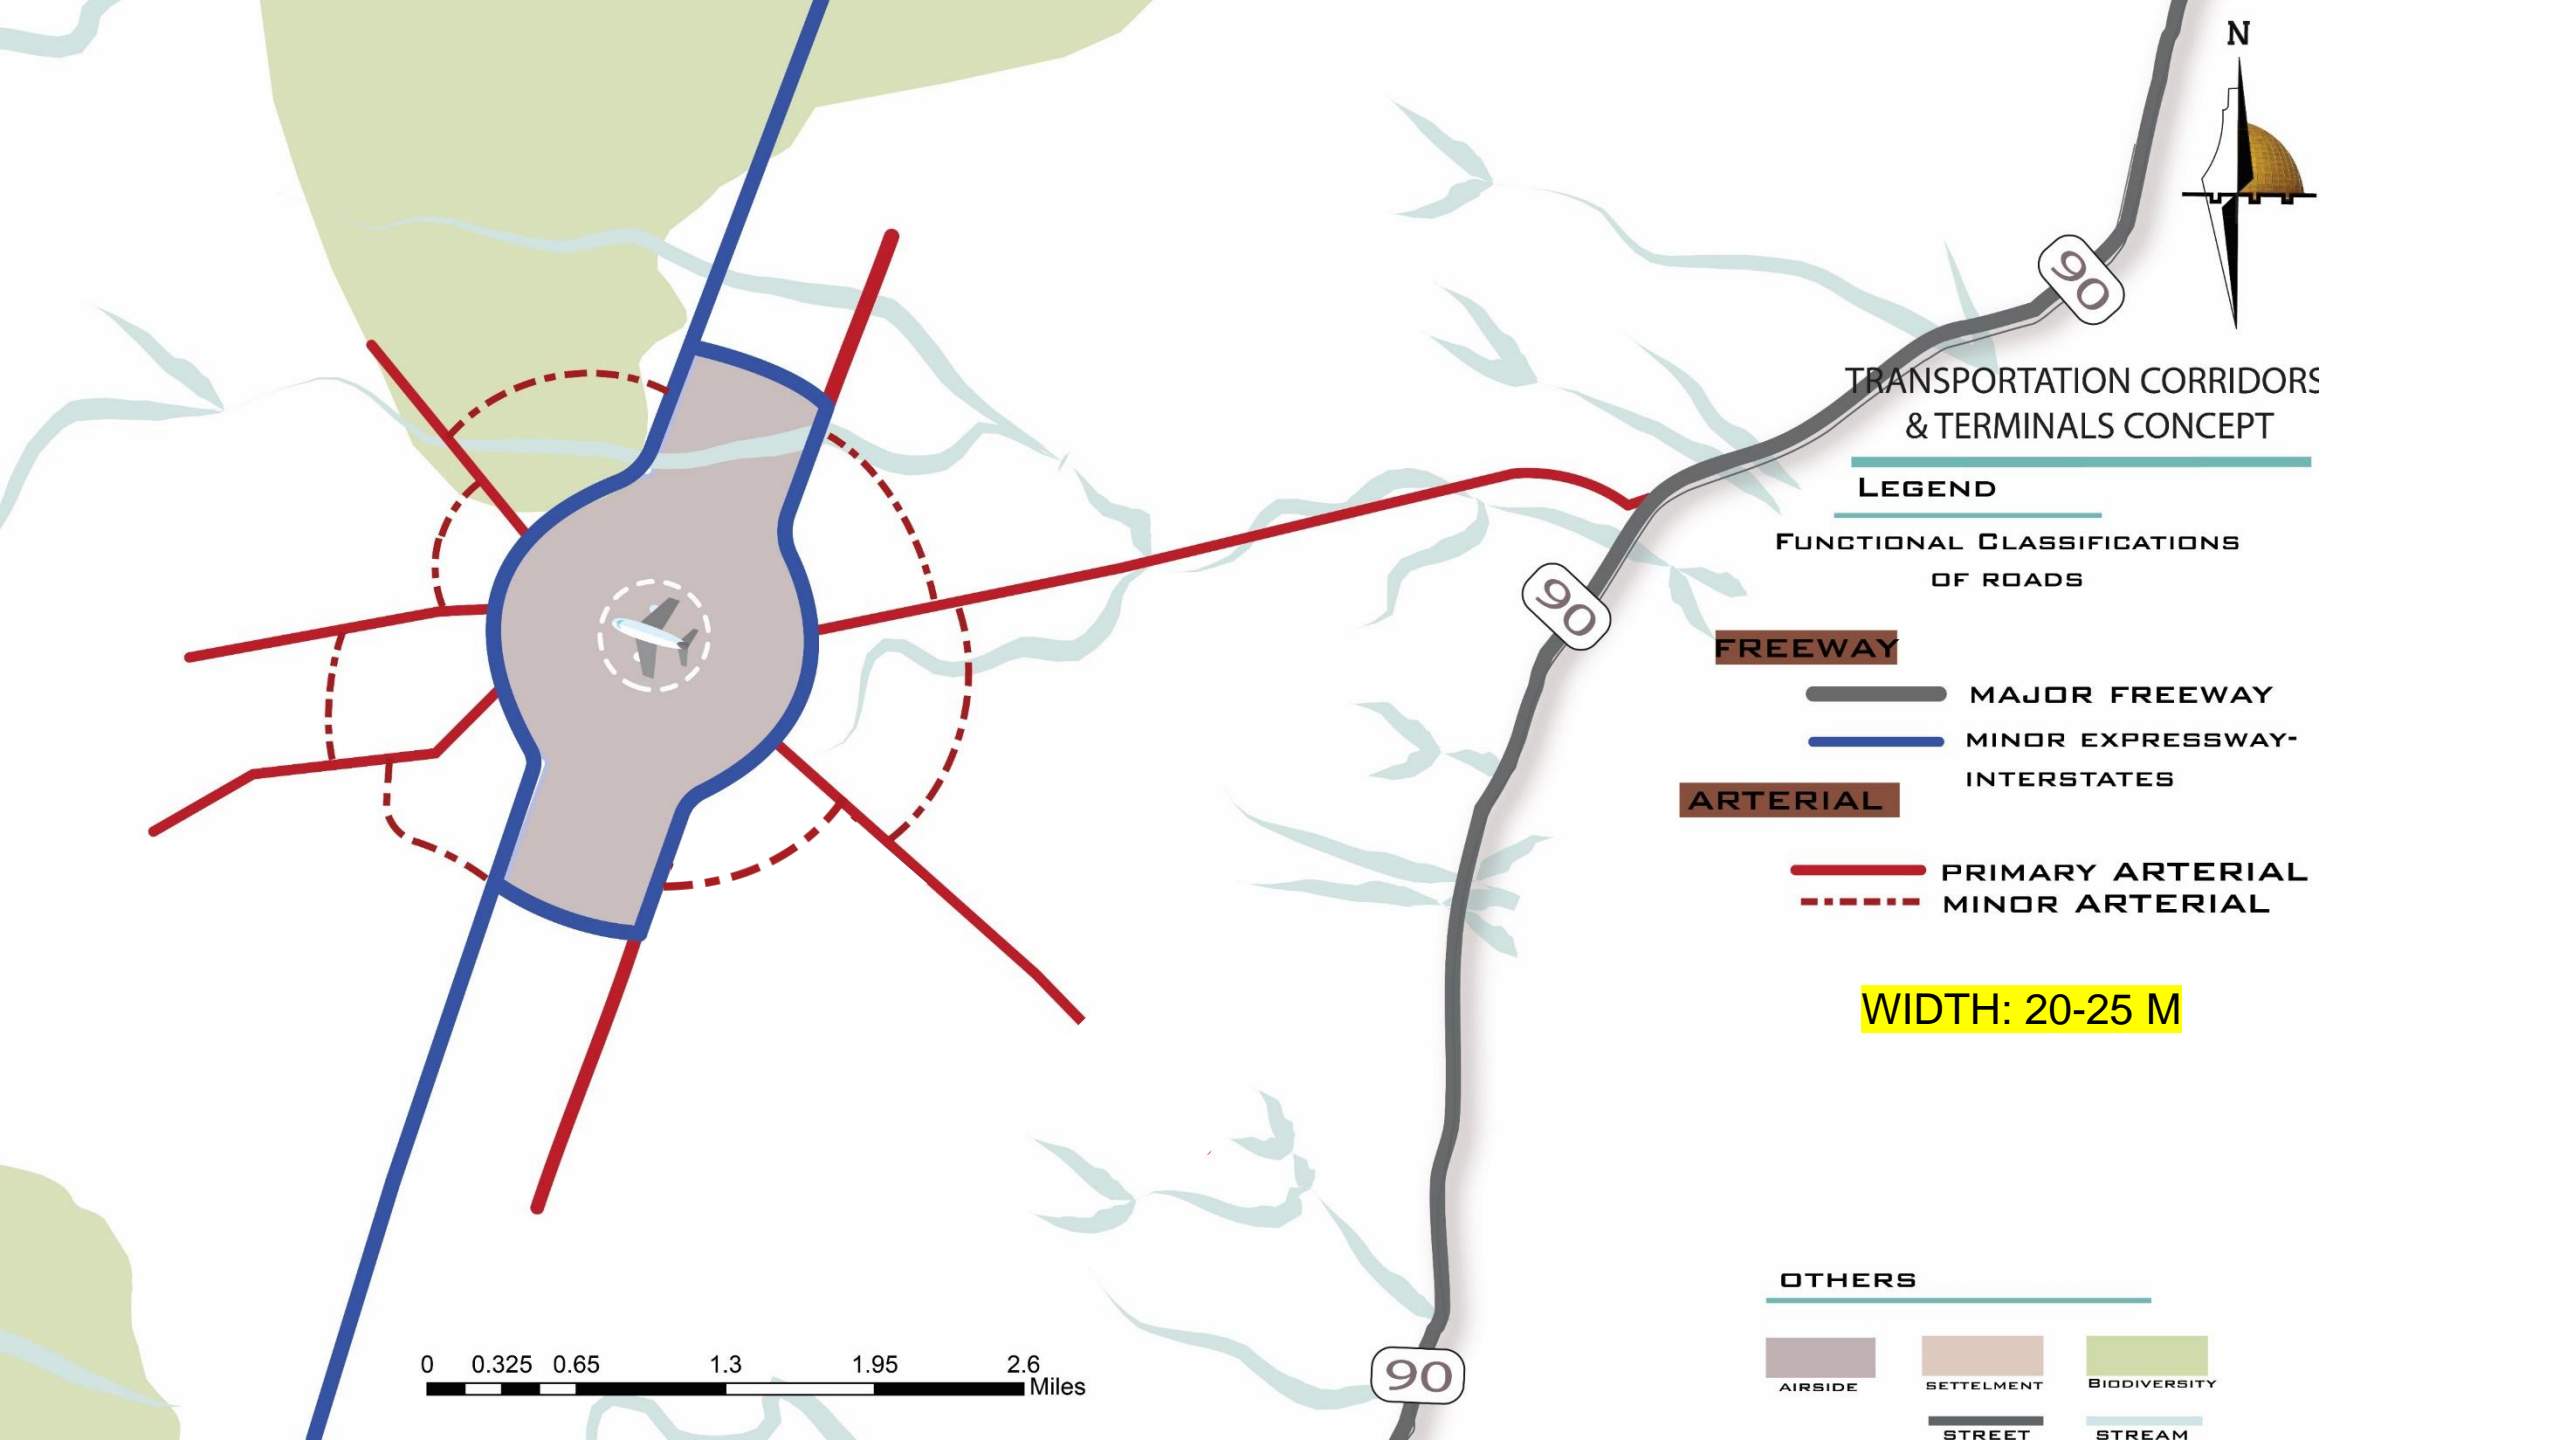 N
90
TRANSPORTATION CORRIDORS
& TERMINALS CONCEPT
LEGEND
FUNCTIONAL CLASSIFICATIONS
OF ROADS
90
FREEWAY
MAJOR FREEWAY
MINOR EXPRESSWAY-
INTERSTATES
ARTERIAL
PRIMARY ARTERIAL
MINOR ARTERIAL
WIDTH: 20-25 M
OTHERS
AIRSIDE SETTELMENT BIODIVERSITY
STREET STREAM
0 0.325 0.65 1.3 1.95 2.6
Miles
90